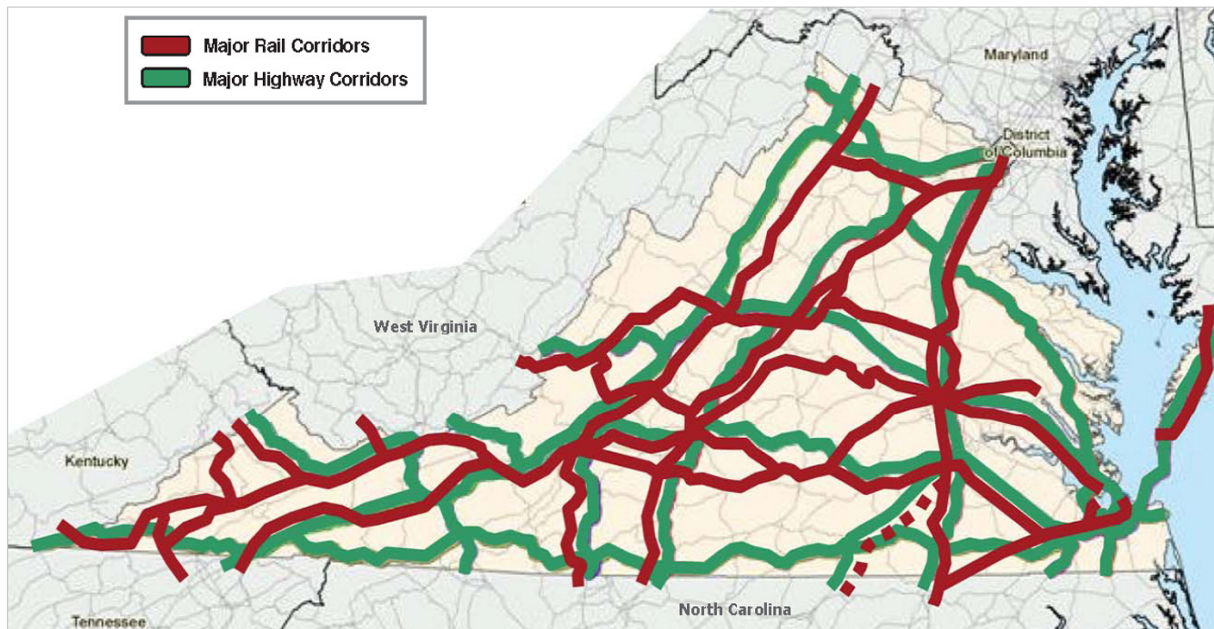 Major Rail Corridors
Major Highway Corridors
Maryland
District
of Columbia
West Virginia
Kentucky
North Carolina
Tennessee